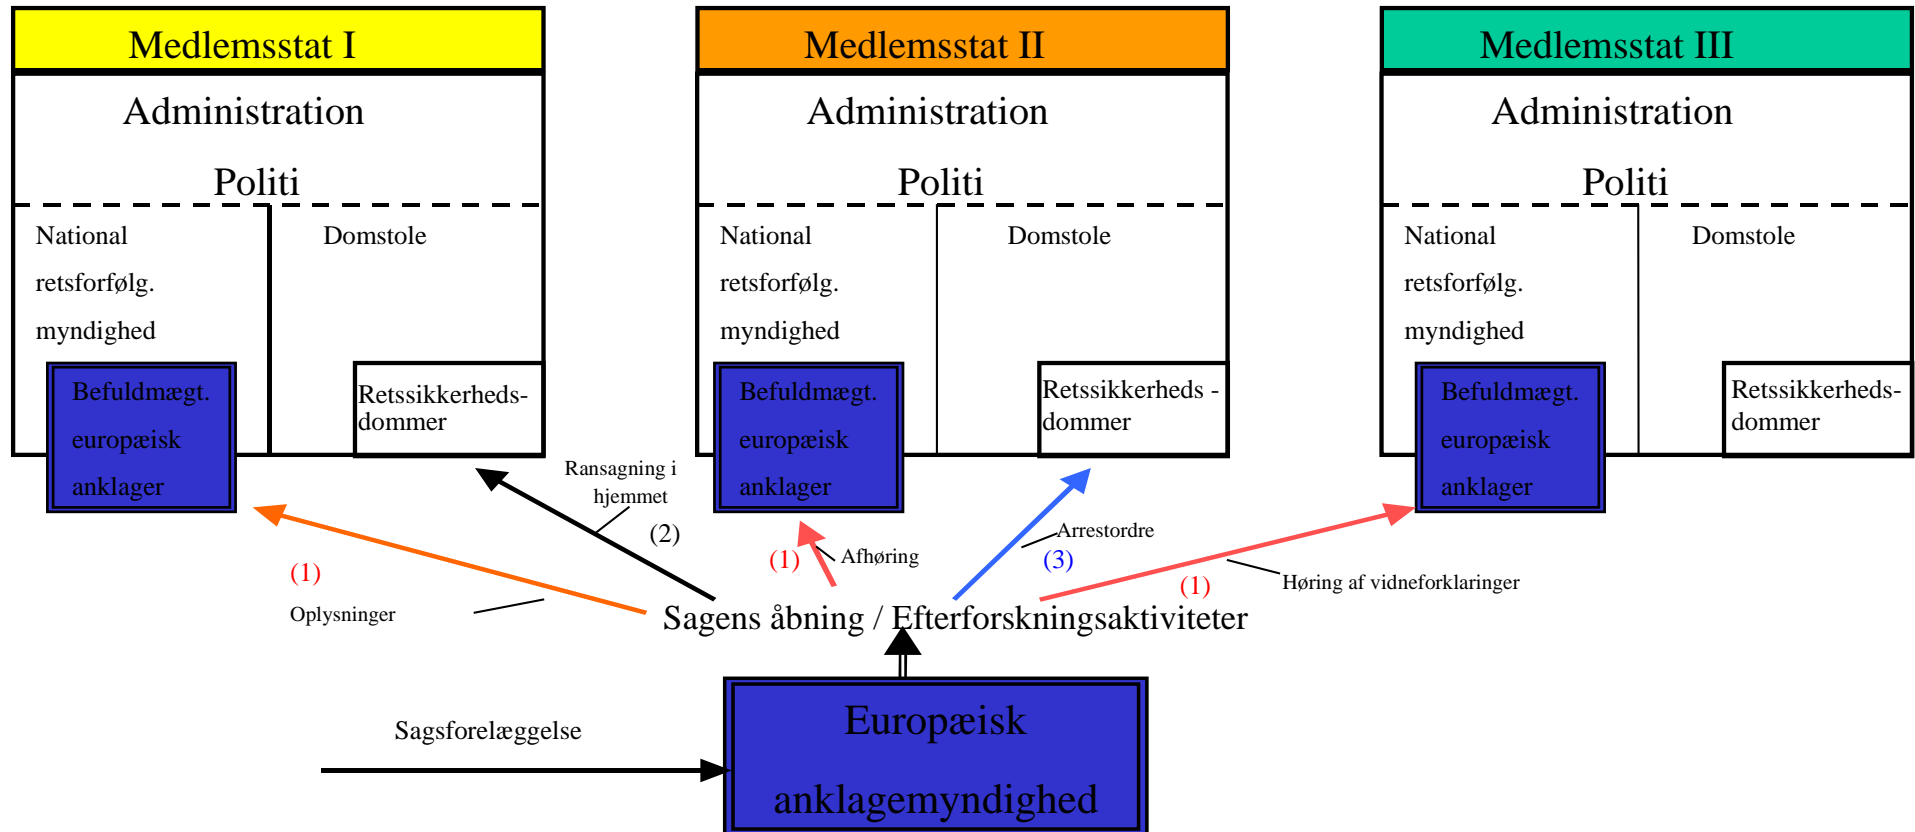 Medlemsstat I
Administration
Politi
National
retsforfølg.
myndighed
Domstole
Befuldmægt.
europæisk
anklager
Retssikkerheds-
dommer
Medlemsstat II
Administration
Politi
National
retsforfølg.
myndighed
Domstole
Befuldmægt.
europæisk
anklager
Retssikkerheds -
dommer
Medlemsstat III
Administration
Politi
National
retsforfølg.
myndighed
Domstole
Befuldmægt.
europæisk
anklager
Retssikkerheds-
dommer
(1)
Oplysninger
Ransagning i
hjemmet
(2)
(1)
Afhøring
Arrestordre
(3)
(1)
Høring af vidneforklaringer
Sagens åbning / Efterforskningsaktiviteter
Sagsforelæggelse
Europæisk
anklagemyndighed